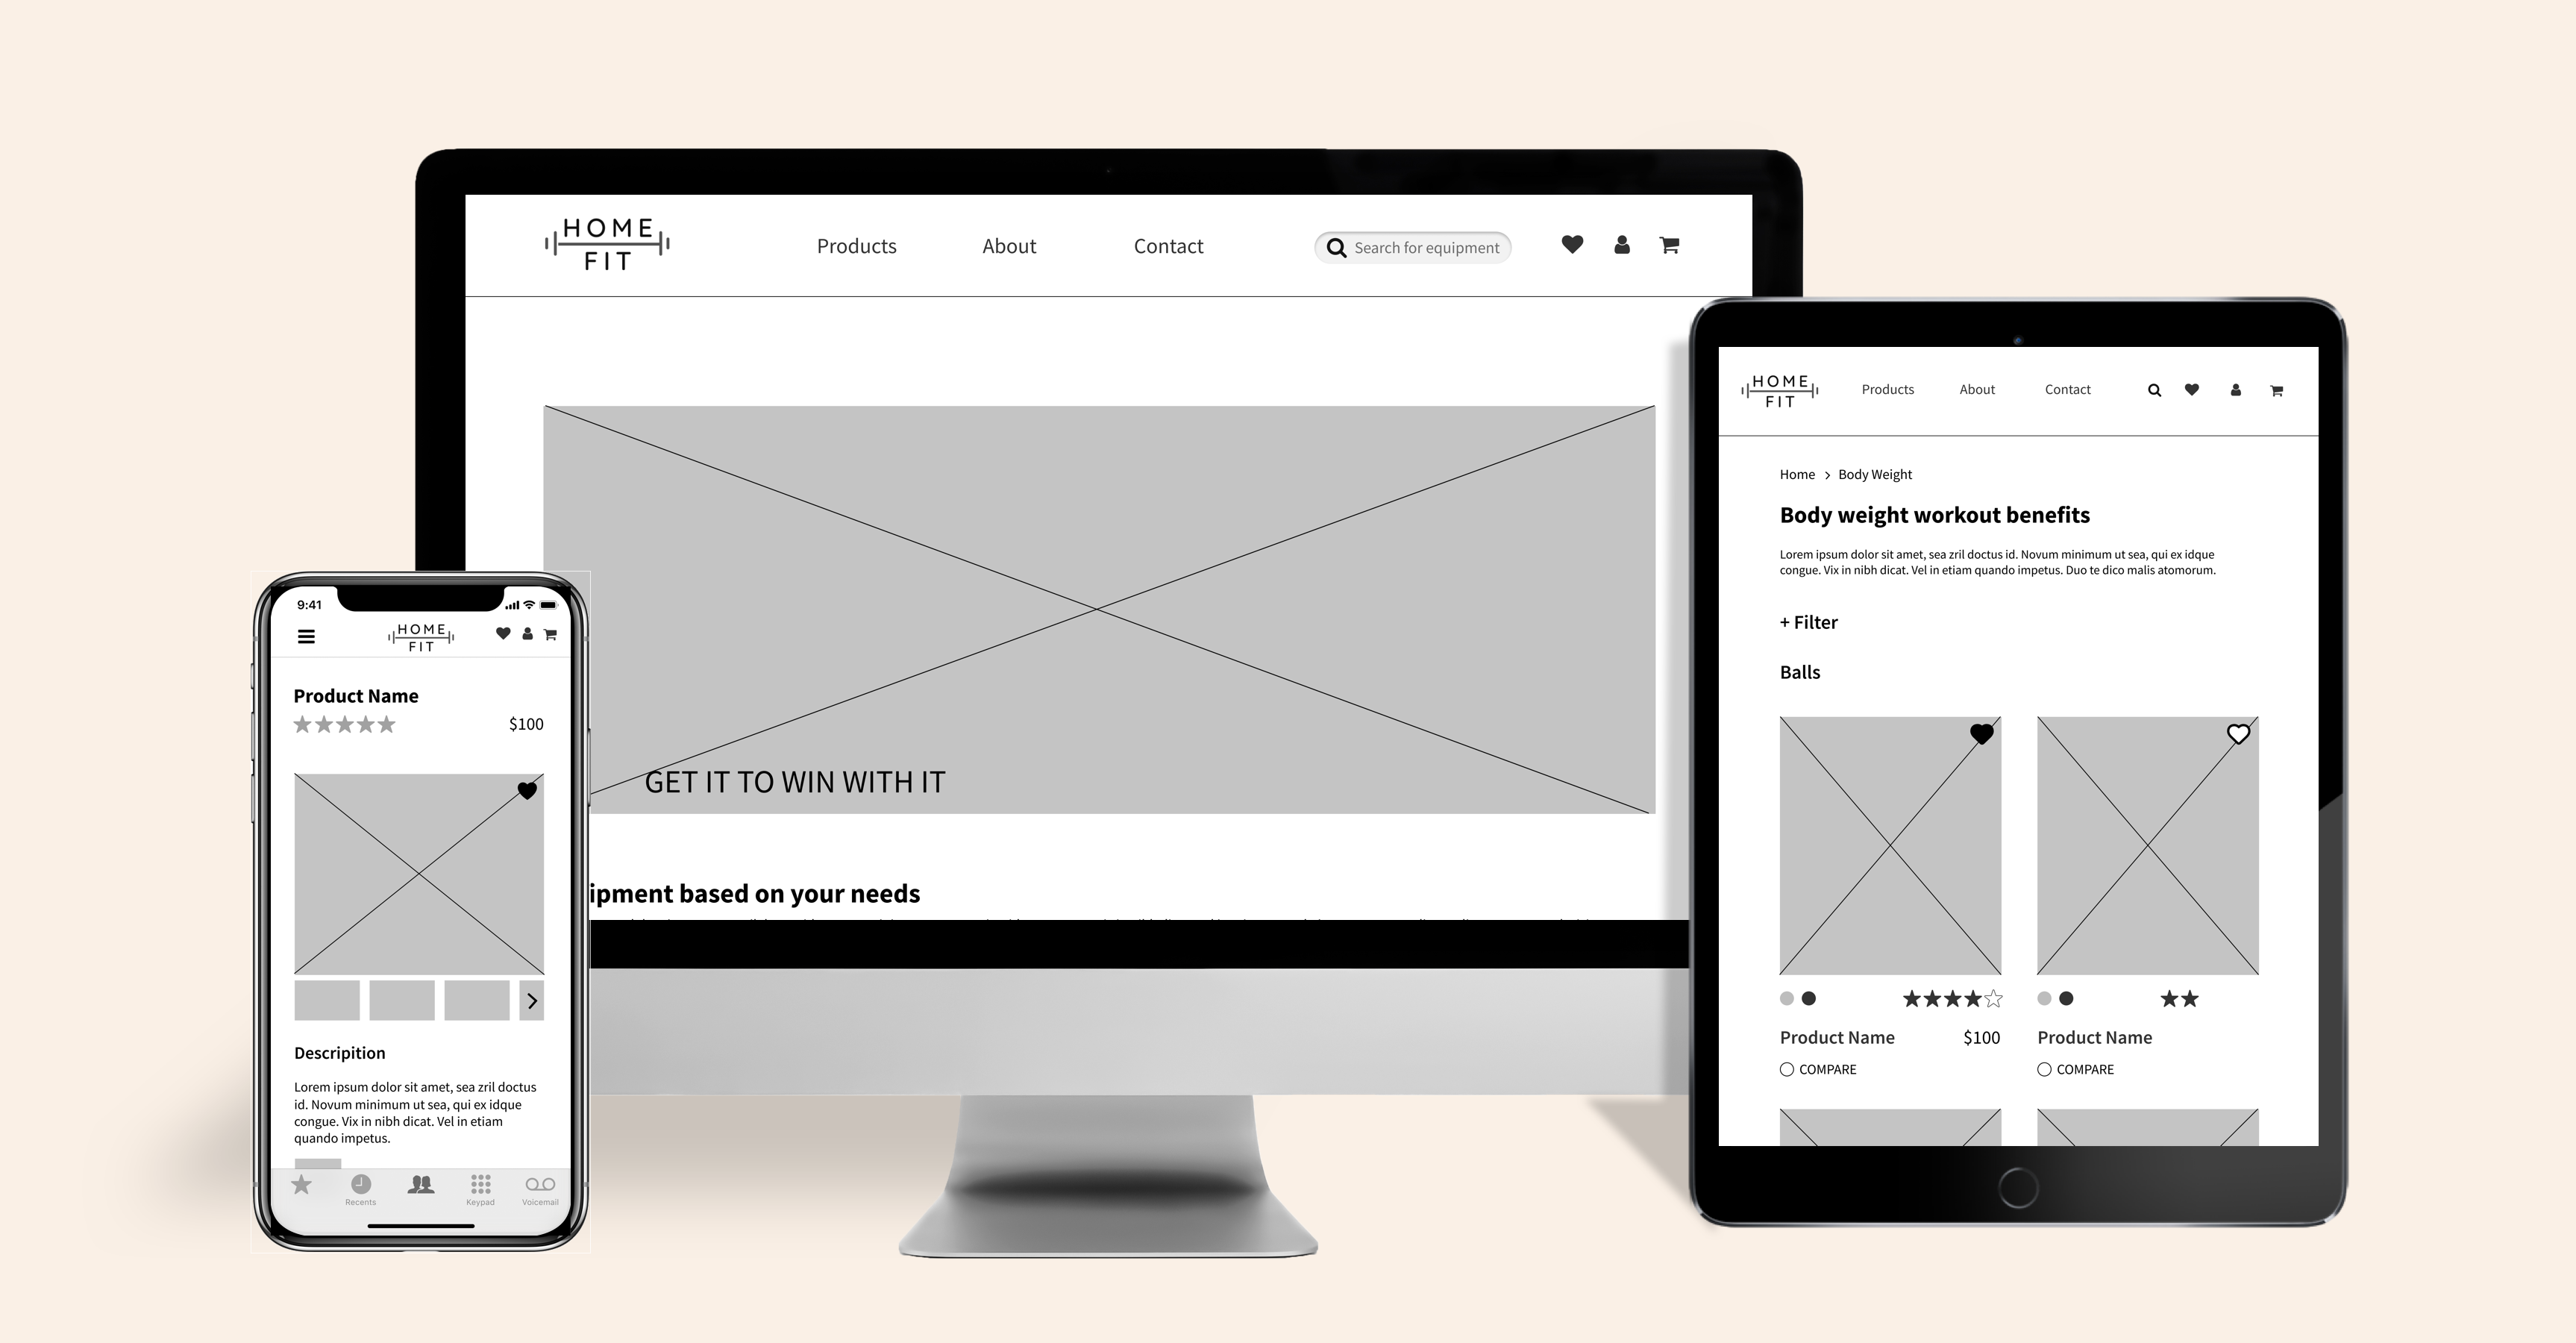 HOME
FIT
Products
About
Contact
Search for equipment
GET IT TO WIN WITH IT
based on your needs
9:41
HOME
FIT
Product Name
$100
Descripition
Lorem ipsum dolor sit amet, sea zril doctus
id. Novum minimum ut sea, qui ex idque
congue. Vix in nibh dicat. Vel in etiam
quando impetus.
Recents
Keypad
Voicemail
HOME
FIT
Products
About
Contact
Home > Body Weight
Body weight workout benefits
Lorem ipsum dolor sit amet, sea zril doctus id. Novum minimum ut sea, qui ex idque
congue. Vix in nibh dicat. Vel in etiam quando impetus. Duo te dico malis atomorum.
+ Filter
Balls
Product Name $100
COMPARE
Product Name
COMPARE